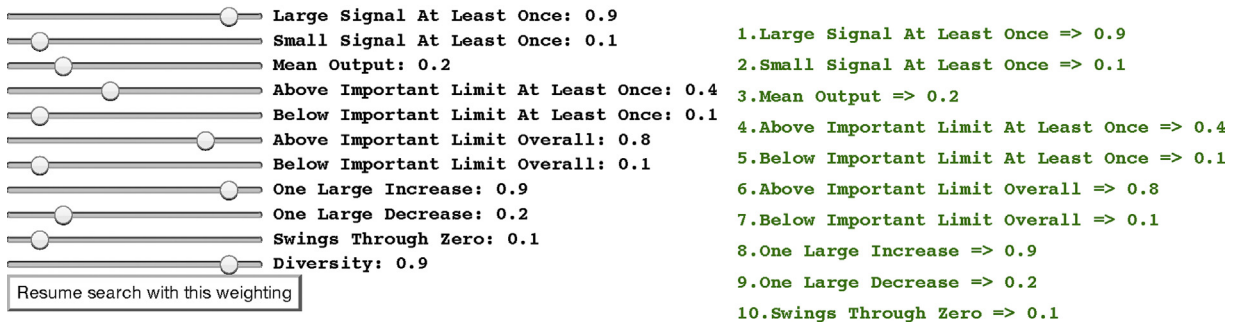 Large Signal At Least Once: 0.9
Small Signal At Least Once: 0.1
Mean Output: 0.2
Above Important Limit At Least Once: 0.4
Below Important Limit At Least Once: 0.1
Above Important Limit Overall: 0.8
Below Important Limit Overall: 0.1
One Large Increase: 0.9
One Large Decrease: 0.2
Swings Through Zero: 0.1
Diversity: 0.9
Resume search with this weighting
1.Large Signal At Least Once => 0.9
2.Small Signal At Least Once => 0.1
3.Mean Output => 0.2
4.Above Important Limit At Least Once => 0.4
5.Below Important Limit At Least Once => 0.1
6.Above Important Limit Overall => 0.8
7.Below Important Limit Overall => 0.1
8.One Large Increase => 0.9
9.One Large Decrease => 0.2
10.Swings Through Zero => 0.1